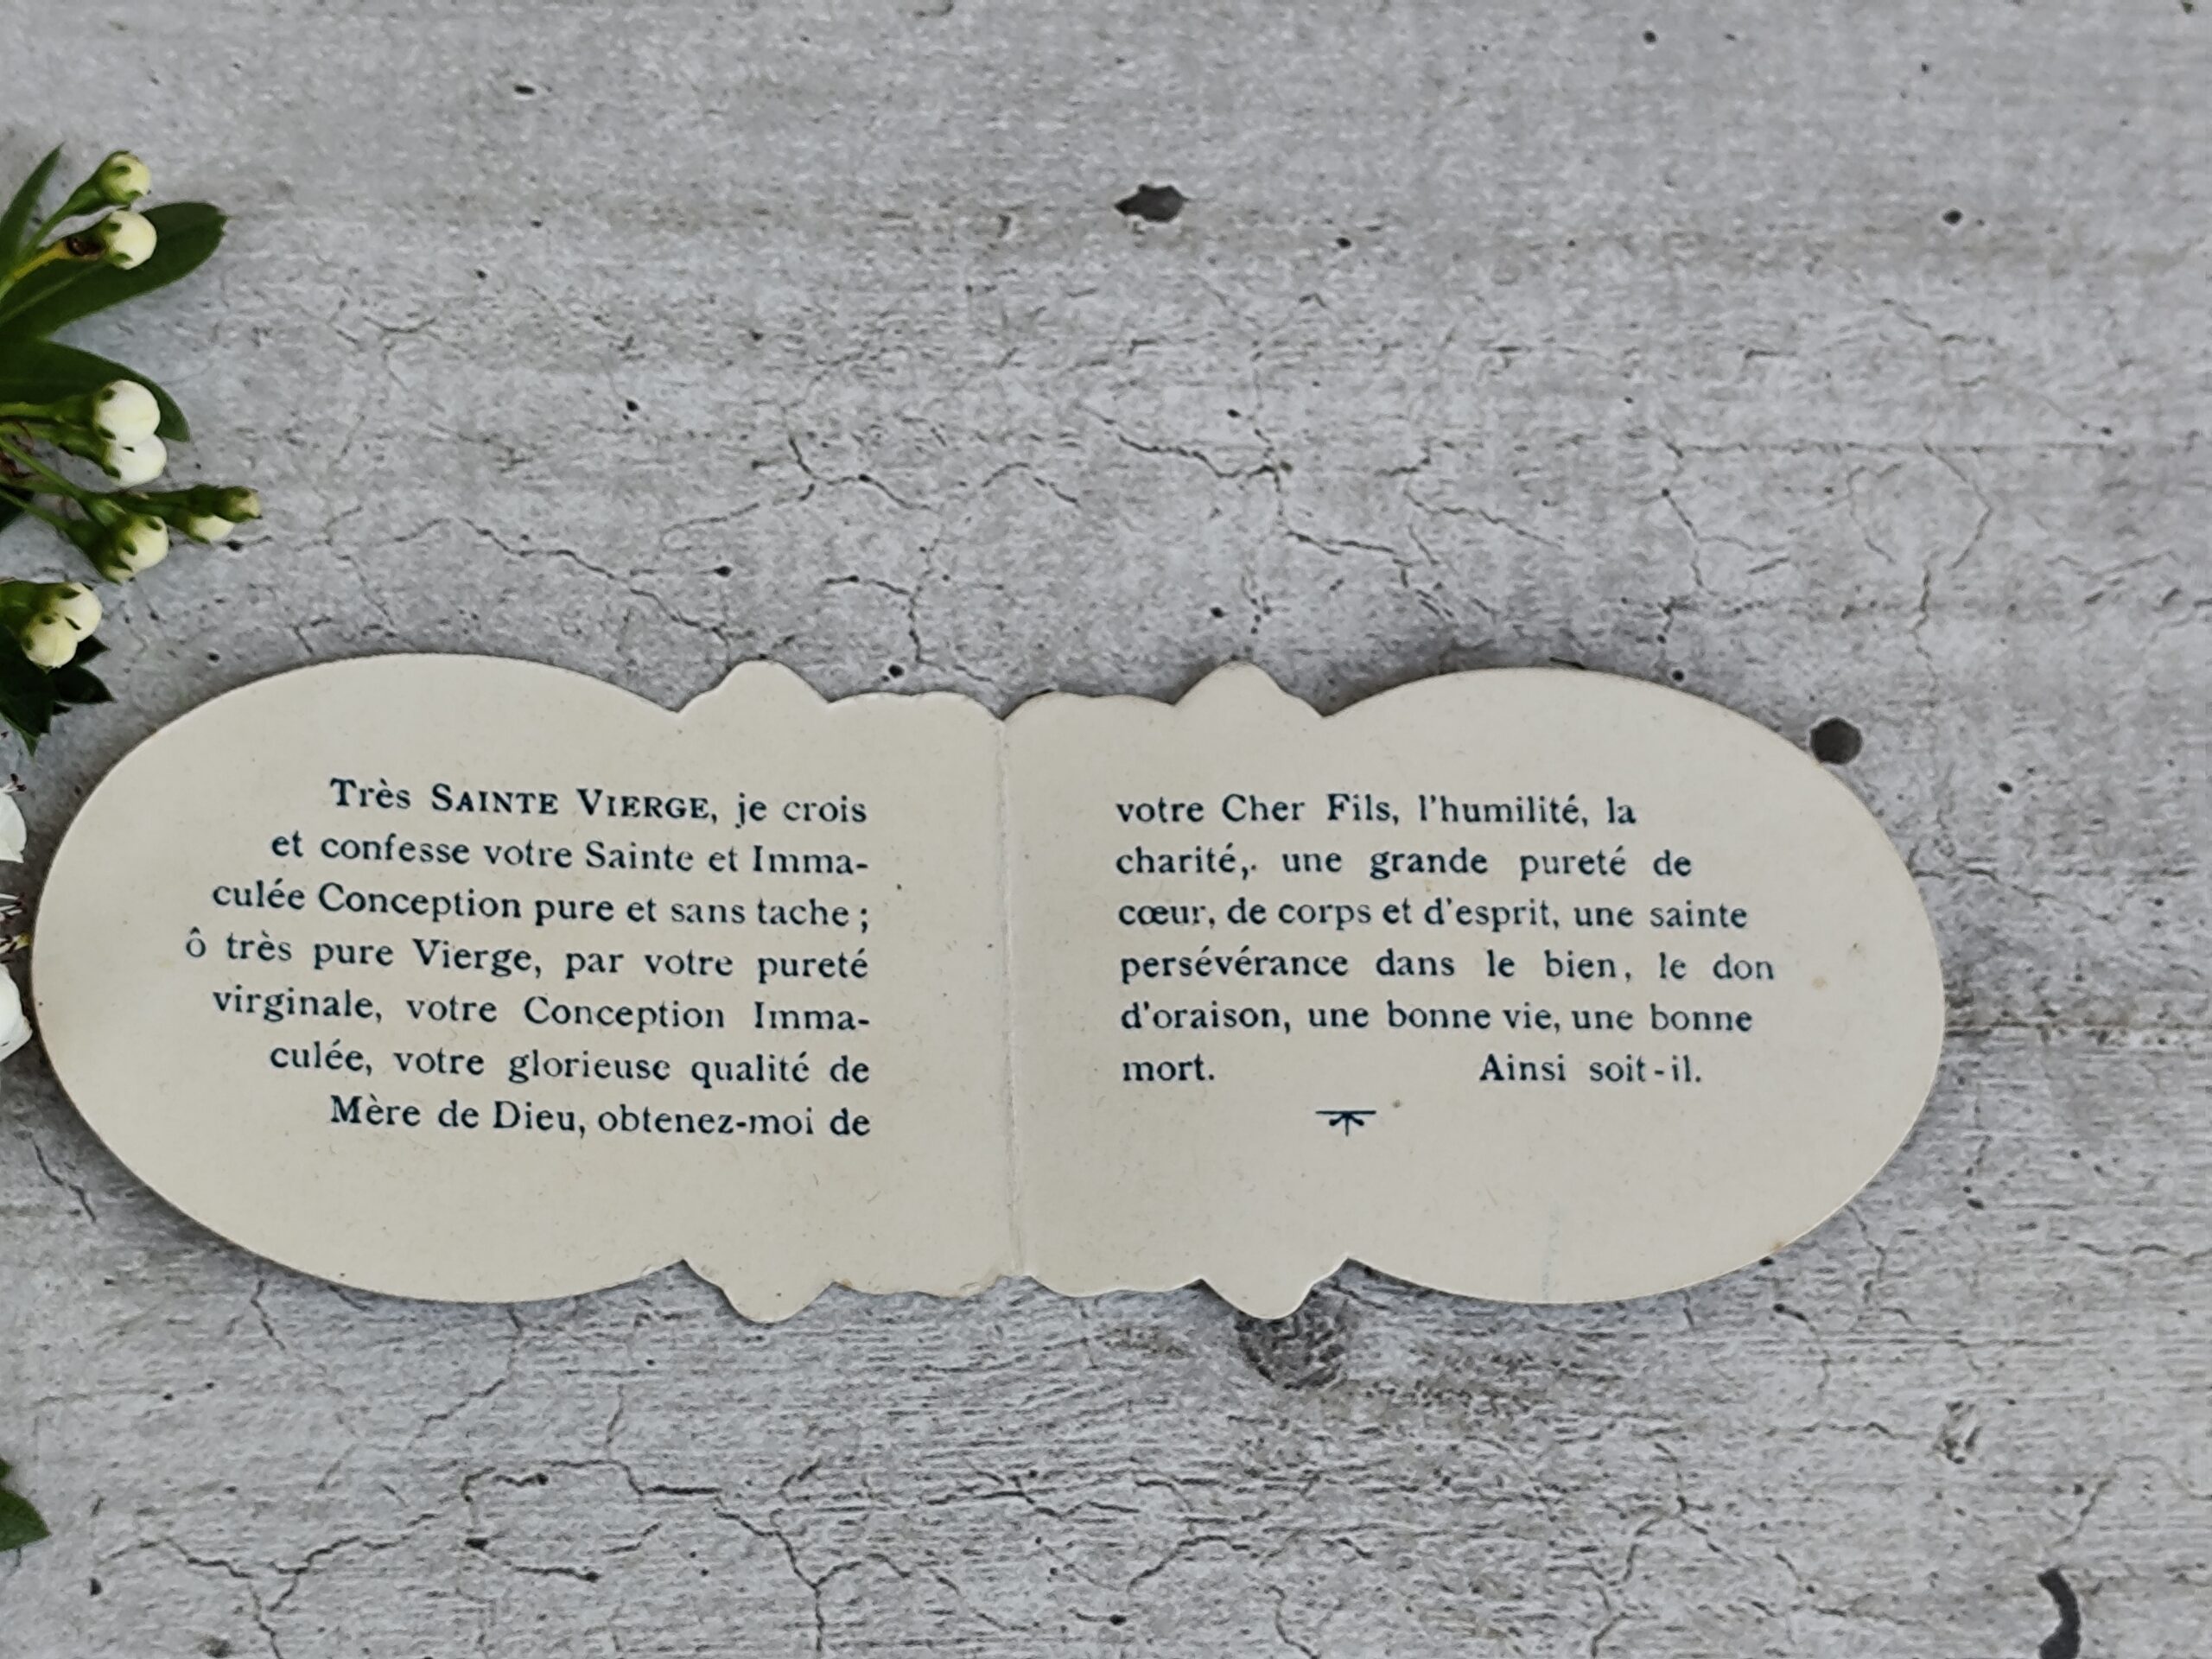 Très SAINTE VIERGE, je crois
et confesse votre Sainte et Imma-
culée Conception pure et sans tache ;
ô très pure Vierge, par votre pureté
virginale, votre Conception Imma-
culée, votre glorieuse qualité de
Mère de Dieu, obtenez-moi de
votre Cher Fils, l'humilité, la
charité, une grande pureté de
cœur, de corps et d'esprit, une sainte
persévérance dans le bien, le don
d'oraison, une bonne vie, une bonne
mort. Ainsi soit-il.